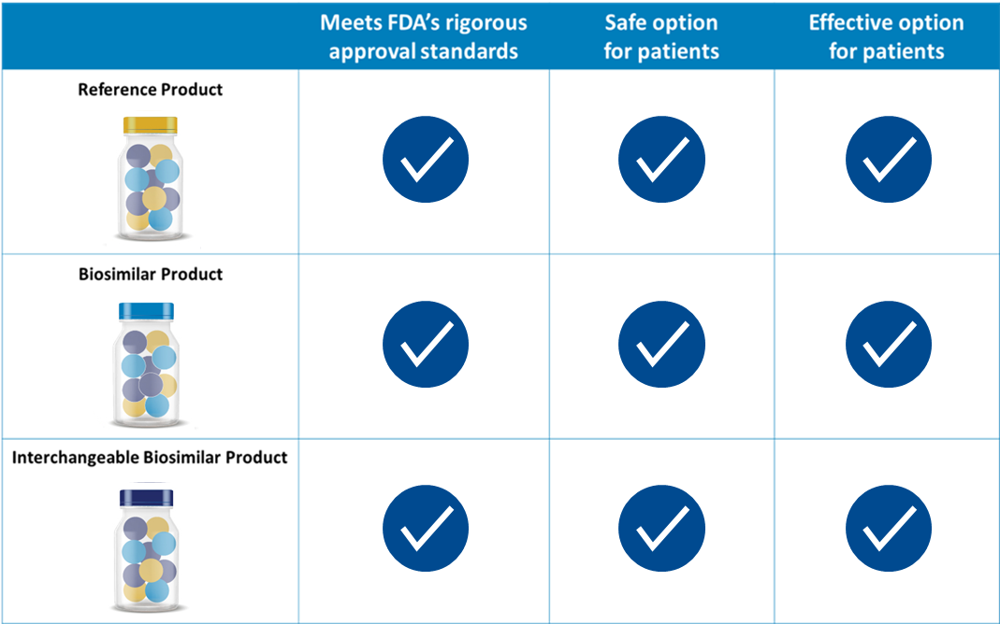 Meets FDA’s rigorous
approval standards
Safe option
for patients
Effective option
for patients
Reference Product
Biosimilar Product
Interchangeable Biosimilar Product